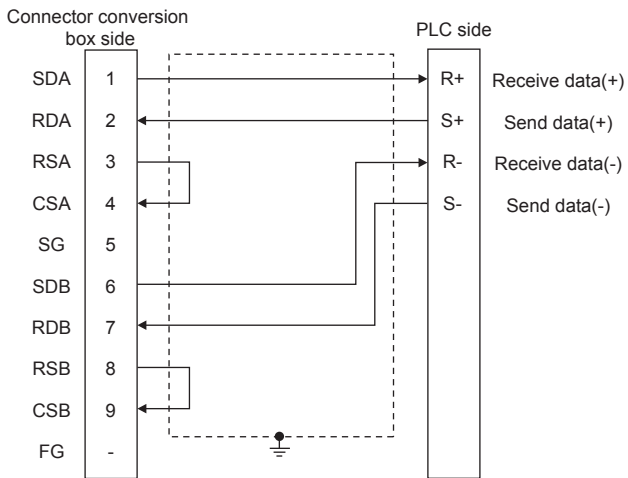 Connector conversion
box side
PLC side
SDA 1 R+ Receive data(+)
RDA 2 S+ Send data(+)
RSA 3 R- Receive data(-)
CSA 4 S- Send data(-)
SG 5
SDB 6
RDB 7
RSB 8
CSB 9
FG -